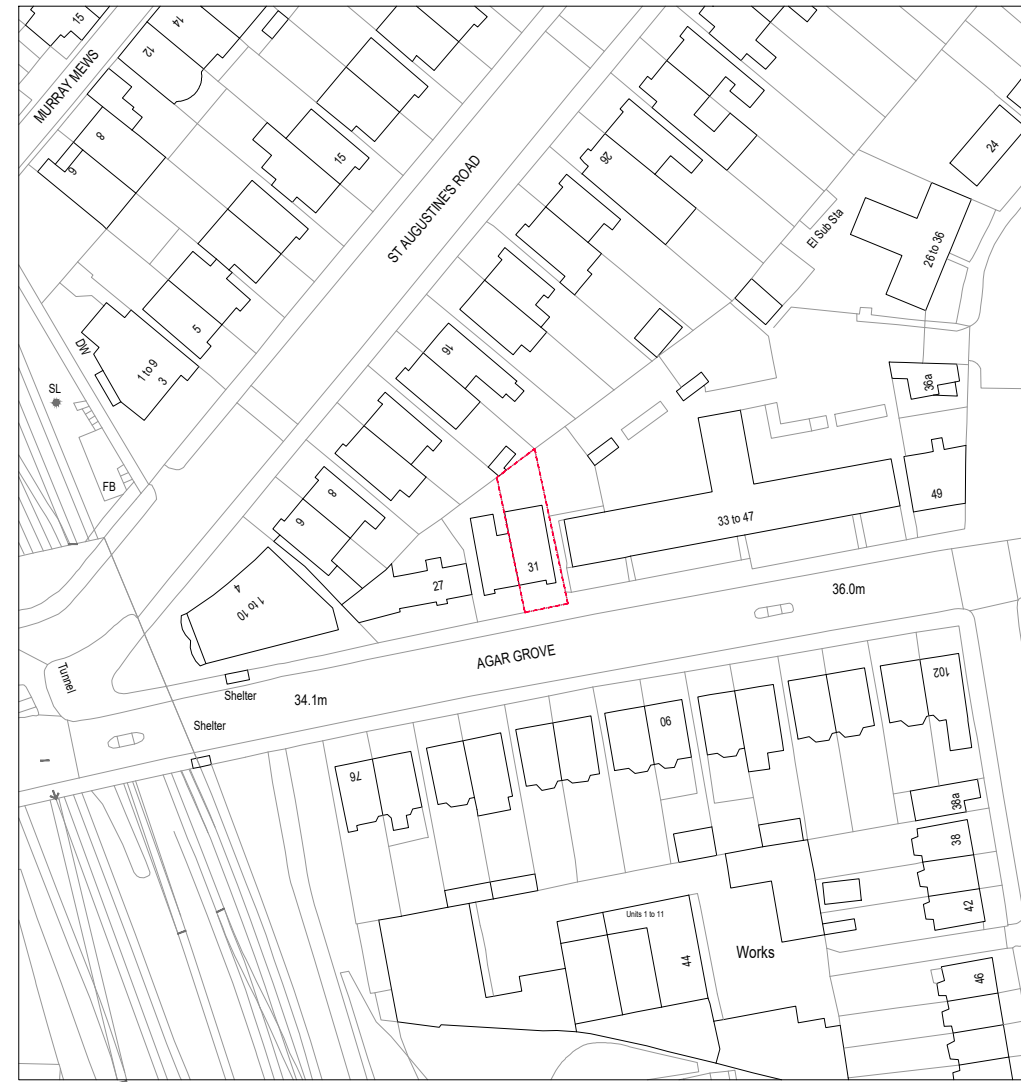 15
14
12
MURRAY MEWS
8
6
15
ST AUGUSTINE'S ROAD
26
24
El Sub Sta
26 to 36
5
DW
1 to 9
3
SL
16
36a
FB
8
6
49
33 to 47
31
27
4
1 to 10
36.0m
AGAR GROVE
Tunnel
Shelter
34.1m
Shelter
102
90
76
38a
38
42
Units 1 to 11
44
Works
46